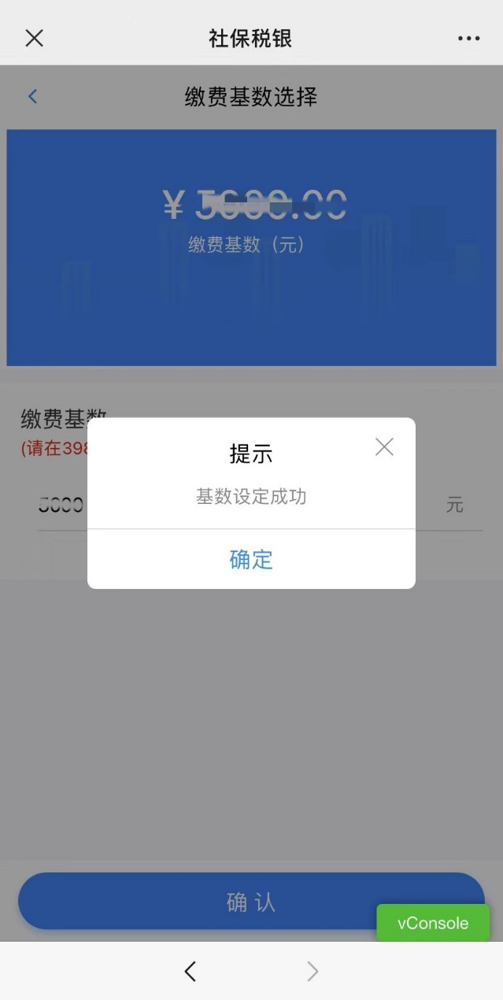 社保税银
缴费基数选择
¥
缴费基数（元）
缴费基数
(请在398
提示
基数设定成功
元
确定
确 认
vConsole